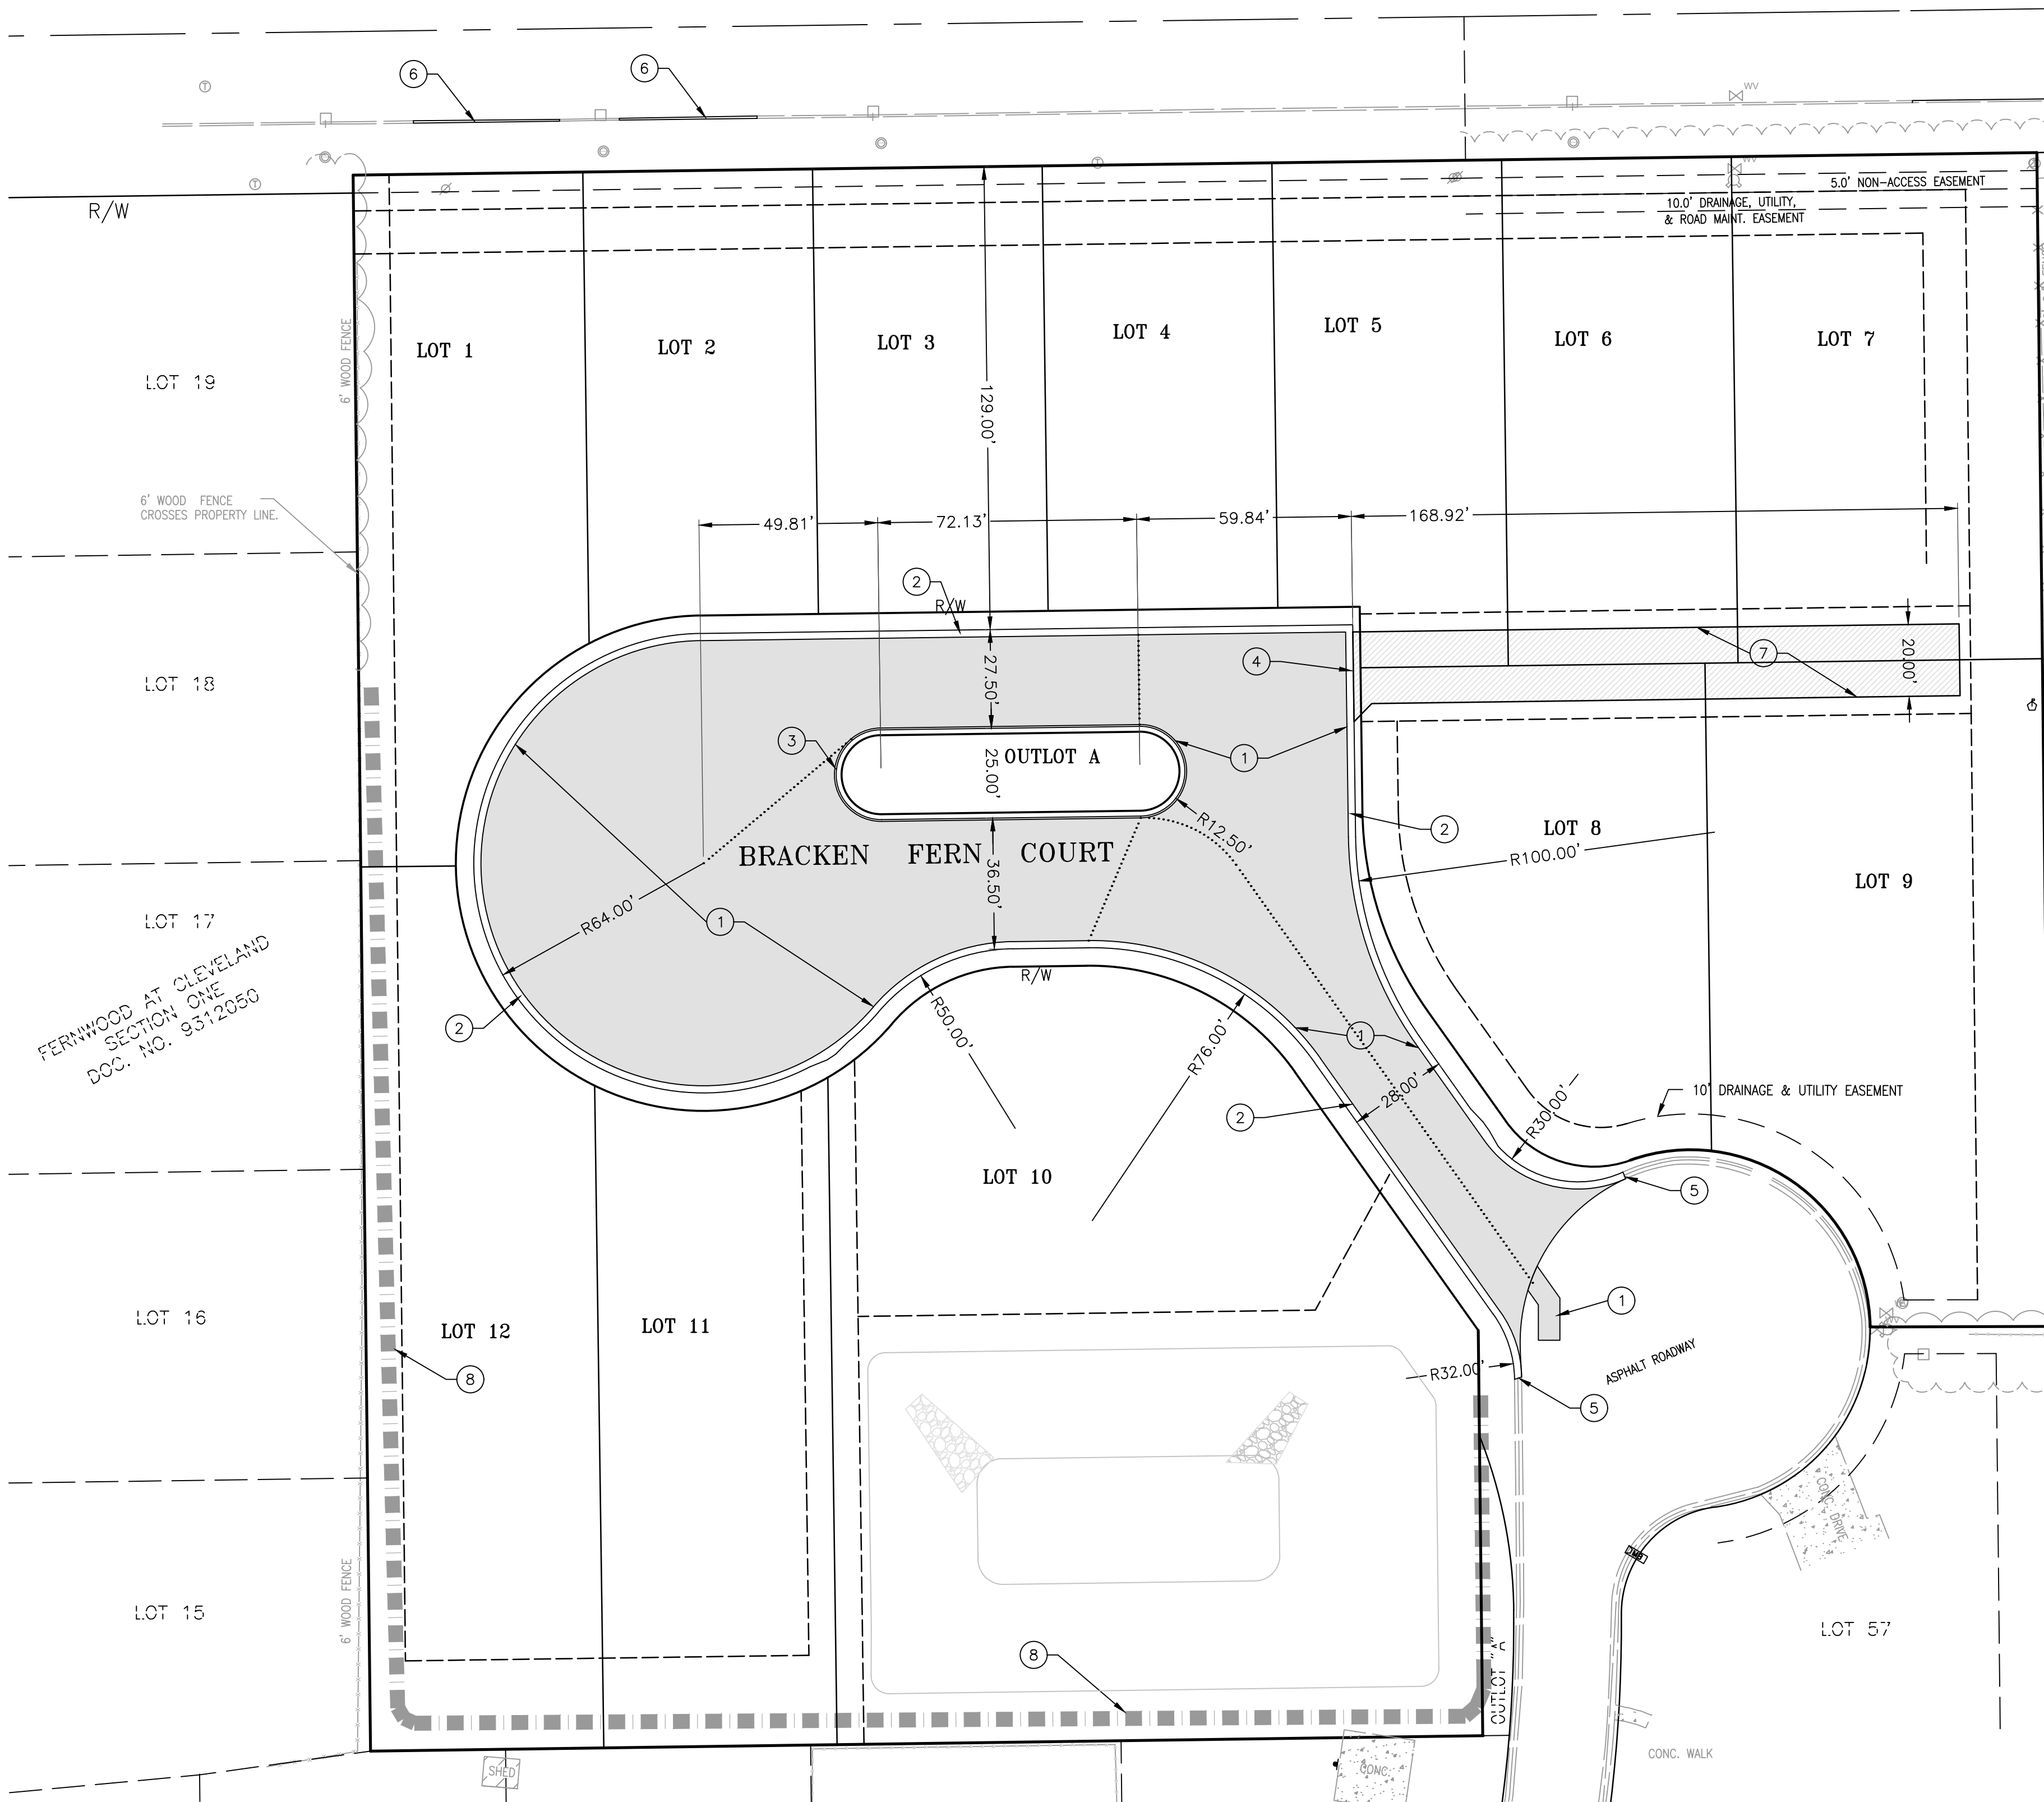 6
6
WV
R/W
WV
5.0' NON-ACCESS EASEMENT
10.0' DRAINAGE, UTILITY,
& ROAD MAINT. EASEMENT
6' WOOD FENCE
LOT 1
LOT 2
LOT 3
LOT 4
LOT 5
LOT 6
LOT 7
LOT 19
129.00'
6' WOOD FENCE
CROSSES PROPERTY LINE.
49.81'
72.13'
59.84'
168.92'
2
R/W
4
7
20.00'
27.50'
LOT 18
3
OUTLOT A
1
25.00'
R12.50'
2
LOT 8
BRACKEN FERN COURT
R100.00'
36.50'
LOT 9
LOT 17
R64.00'
1
FERNWOOD AT CLEVELAND
SECTION ONE
DOC. NO. 9312050
R/W
2
R50.00'
R76.00'
1
28.00'
R30.00'
10' DRAINAGE & UTILITY EASEMENT
2
LOT 10
5
LOT 16
LOT 12
LOT 11
1
8
R32.00'
ASPHALT ROADWAY
5
CONC. DRIVE
MB
6' WOOD FENCE
LOT 15
LOT 57
8
OUTLOT "A"
CONC. WALK
SHED
CONC.